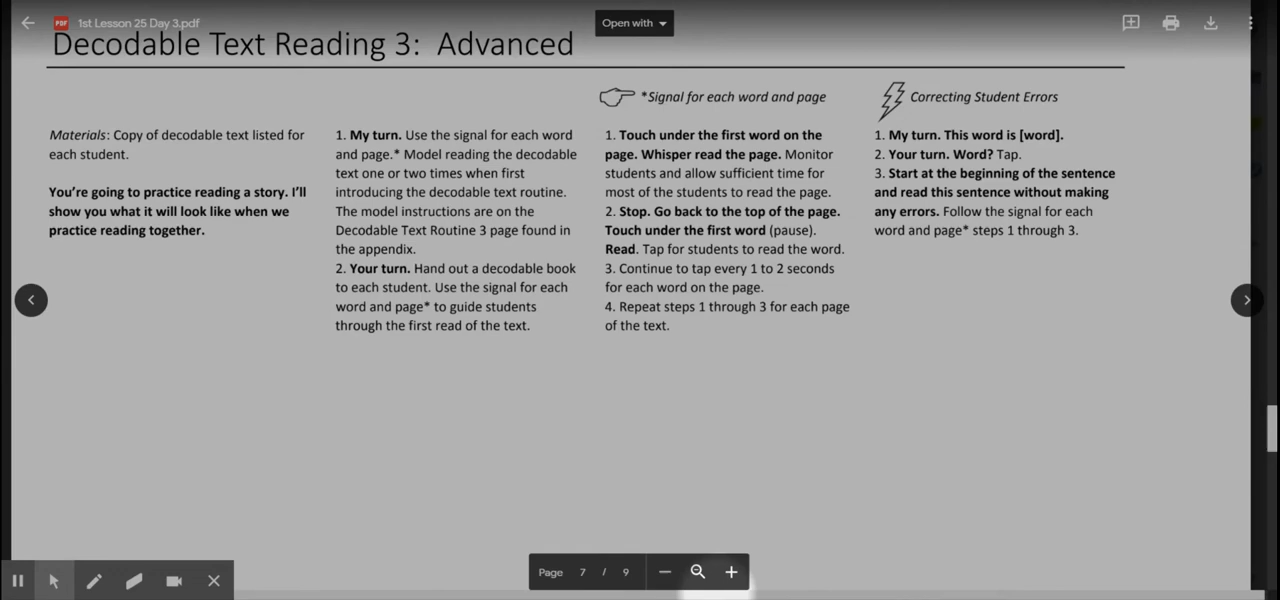 1st Lesson 25 Day 3.pdf
Open with
Decodable Text Reading 3: Advanced
*Signal for each word and page
Correcting Student Errors
Materials: Copy of decodable text listed for
each student.
You're going to practice reading a story. I'll
show you what it will look like when we
practice reading together.
1. My turn. Use the signal for each word
and page.* Model reading the decodable
text one or two times when first
introducing the decodable text routine.
The model instructions are on the
Decodable Text Routine 3 page found in
the appendix.
2. Your turn. Hand out a decodable book
to each student. Use the signal for each
word and page* to guide students
through the first read of the text.
1. Touch under the first word on the
page. Whisper read the page. Monitor
students and allow sufficient time for
most of the students to read the page.
2. Stop. Go back to the top of the page.
Touch under the first word (pause).
Read. Tap for students to read the word.
3. Continue to tap every 1 to 2 seconds
for each word on the page.
4. Repeat steps 1 through 3 for each page
of the text.
1. My turn. This word is [word].
2. Your turn. Word? Tap.
3. Start at the beginning of the sentence
and read this sentence without making
any errors. Follow the signal for each
word and page* steps 1 through 3.
Page 7 / 9